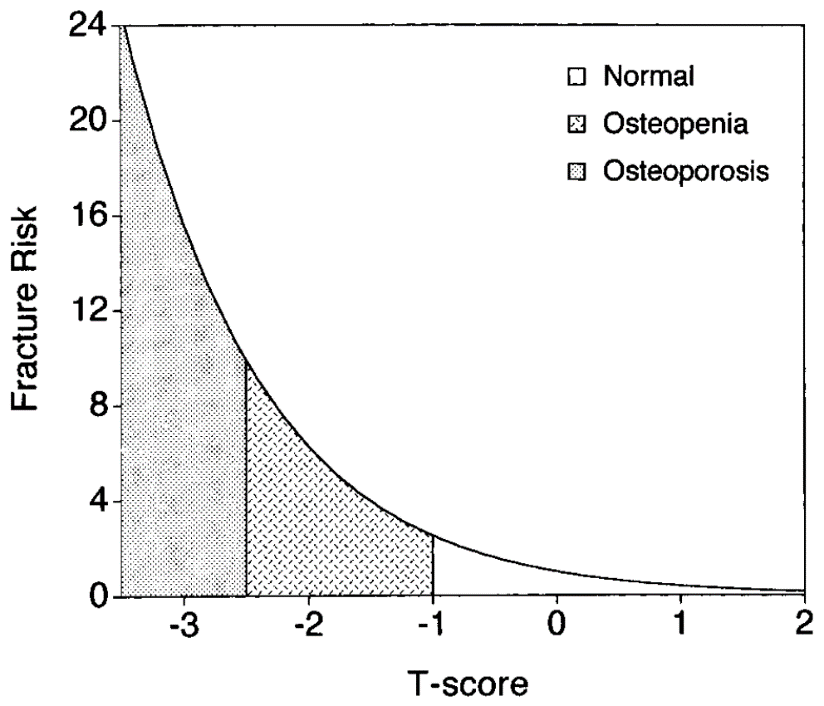 24
20
16
12
8
4
0
Fracture Risk
Normal
Osteopenia
Osteoporosis
-3 -2 -1 0 1 2
T-score